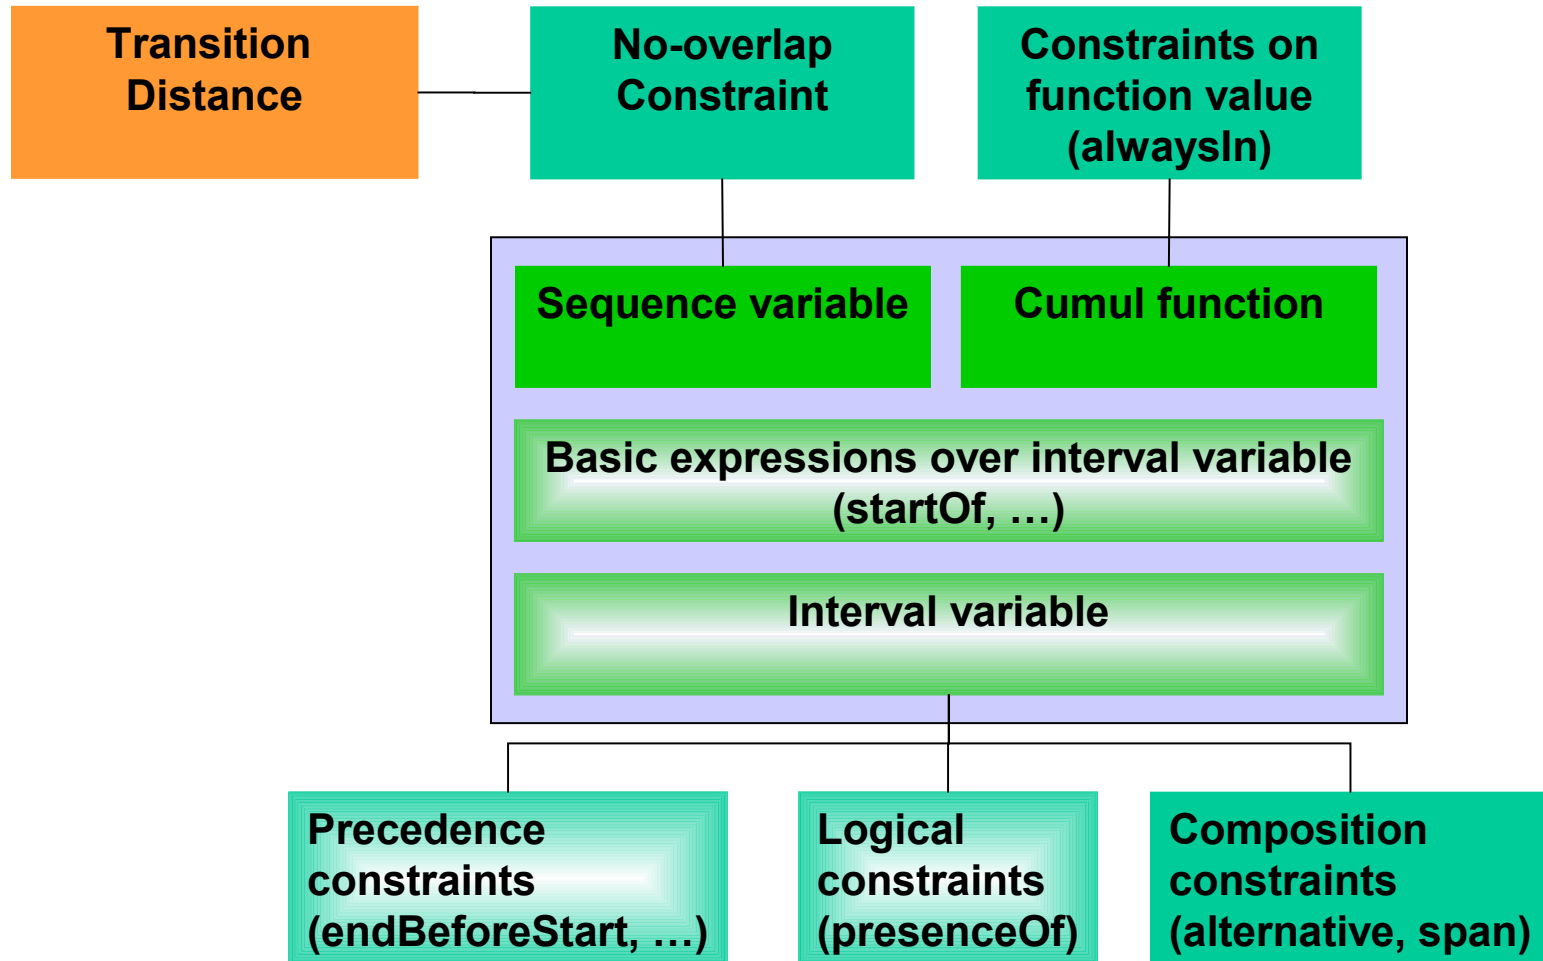 Transition
Distance
No-overlap
Constraint
Constraints on
function value
(alwaysIn)
Sequence variable
Cumul function
Basic expressions over interval variable
(startOf, …)
Interval variable
Precedence
constraints
(endBeforeStart, …)
Logical
constraints
(presenceOf)
Composition
constraints
(alternative, span)